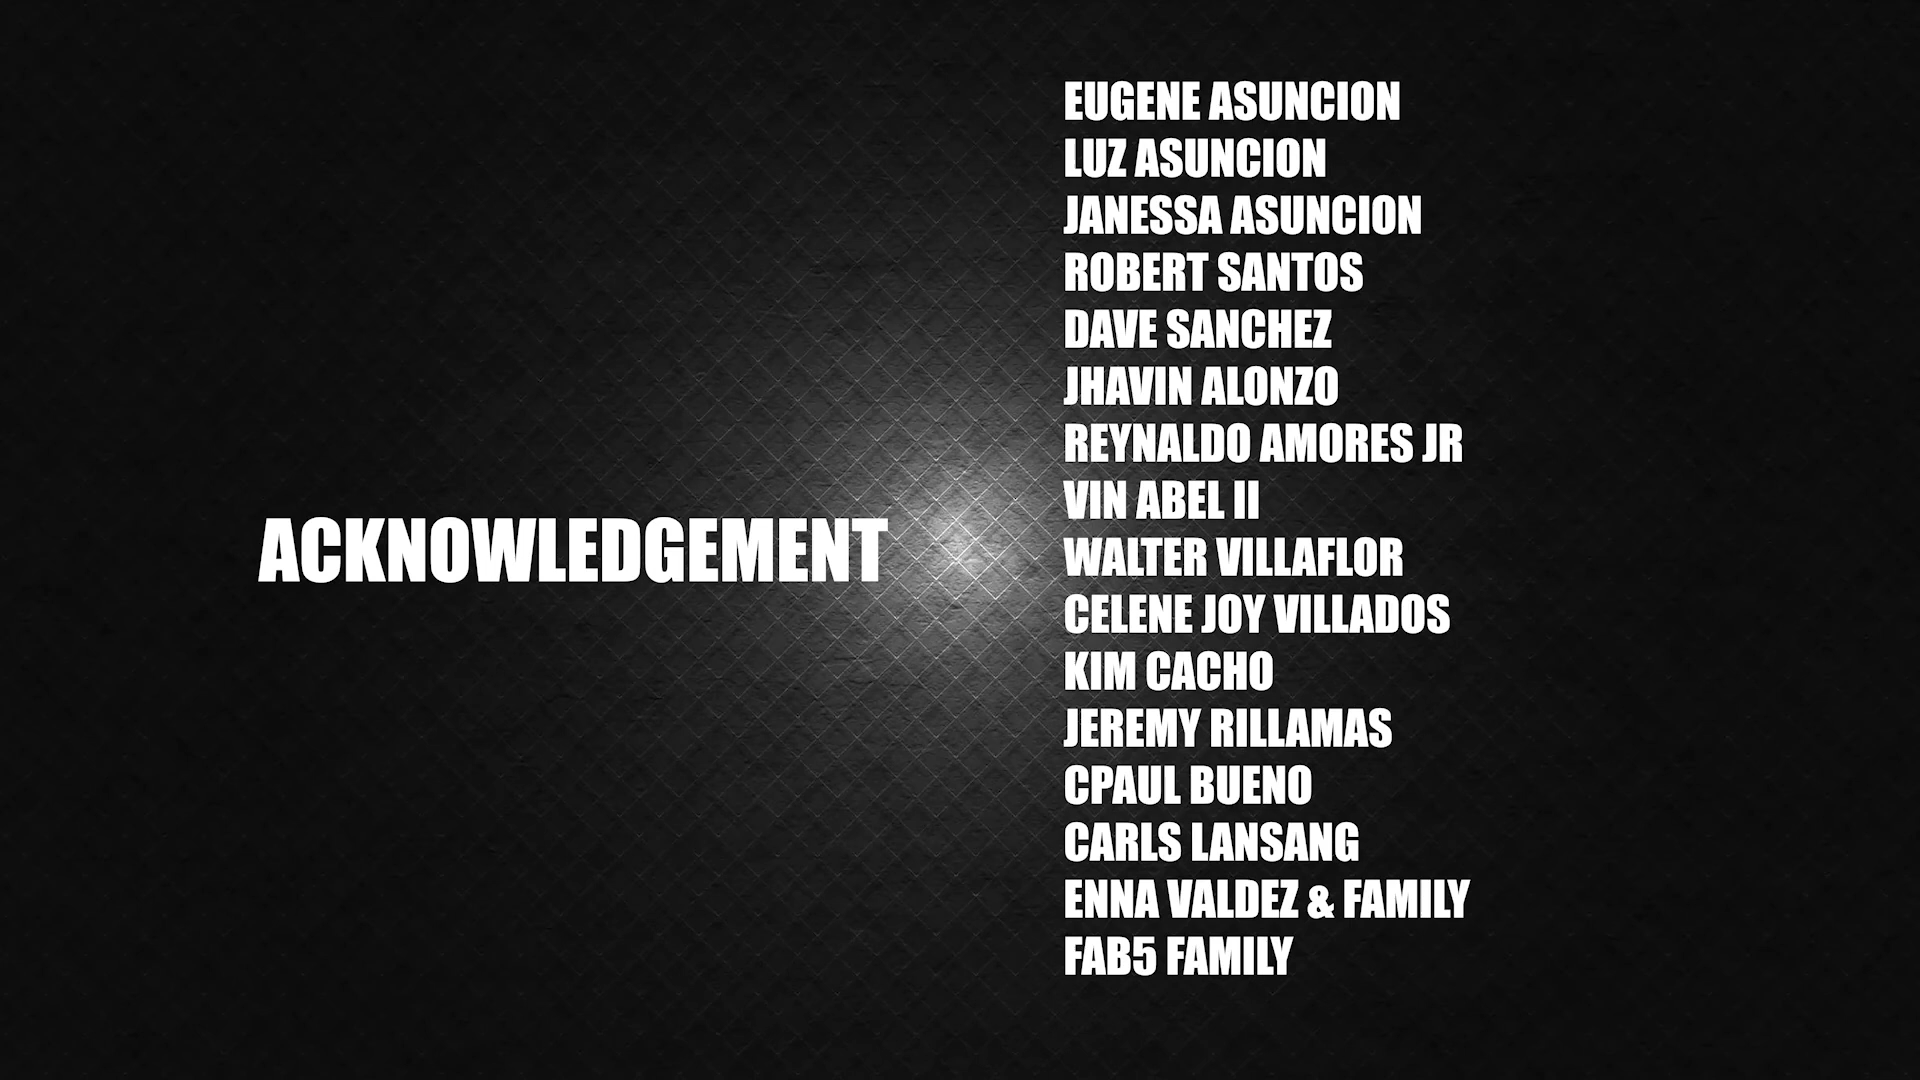 ACKNOWLEDGEMENT
EUGENE ASUNCION
LUZ ASUNCION
JANESSA ASUNCION
ROBERT SANTOS
DAVE SANCHEZ
JHAVIN ALONZO
REYNALDO AMORES JR
VIN ABEL II
WALTER VILLAFLOR
CELENE JOY VILLADOS
KIM CACHO
JEREMY RILLAMAS
CPAUL BUENO
CARLS LANSANG
ENNA VALDEZ & FAMILY
FAB5 FAMILY